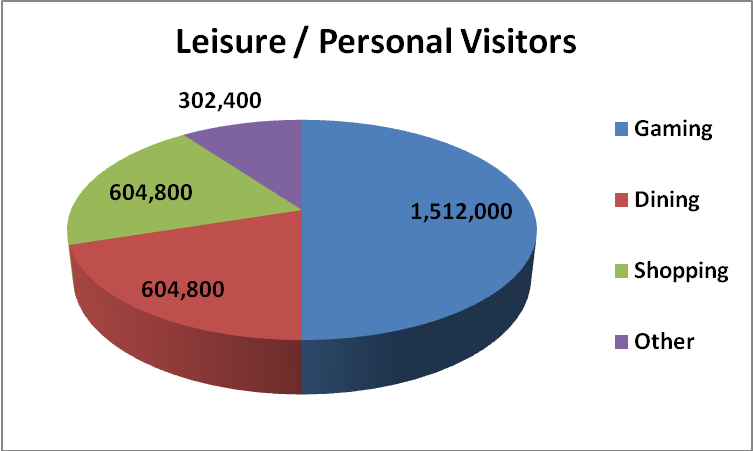 Leisure / Personal Visitors
302,400
Gaming
604,800
1,512,000
Dining
Shopping
604,800
Other